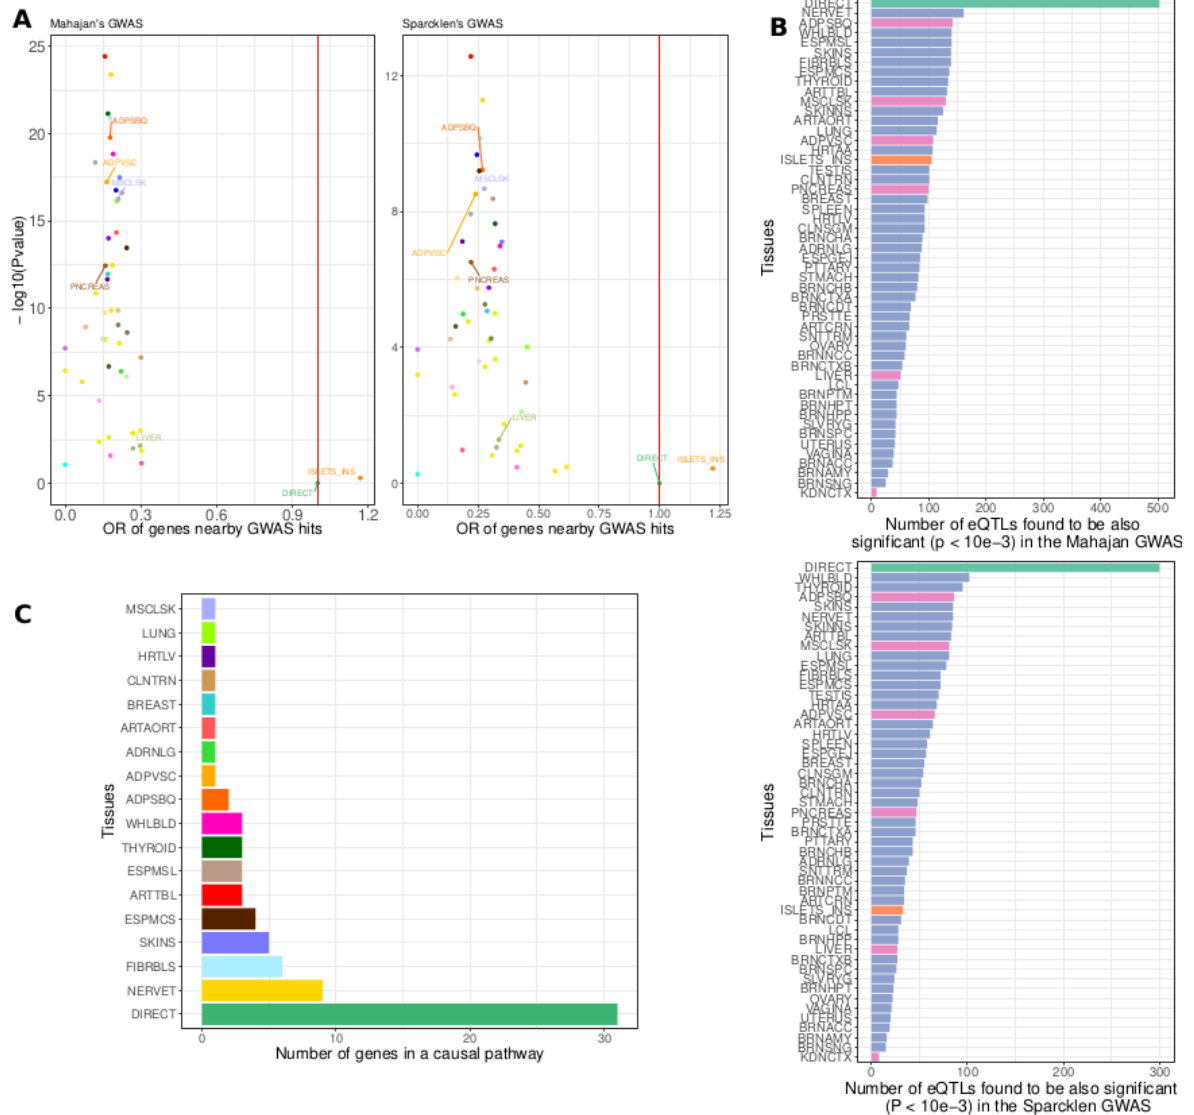 A
Mahajan's GWAS
Sparcklen's GWAS
− log10(Pvalue)
25
20
15
10
5
0
ADPSBQ
ADPVSC
MSCLSK
PNCREAS
LIVER
ISLETS_INS
DIRECT
0.0
0.3
1.2
OR of genes nearby GWAS hits
12
8
4
0
ADPSBQ
MSCLSK
ADPVSC
PNCREAS
LIVER
DIRECT
ISLETS_INS
0.00
0.25
0.50
0.75
1.00
1.25
OR of genes nearby GWAS hits
B
Tissues
DIRECT
NERVET
ADPSBQ
WHLBLD
ESPMSL
SKINS
FIBRBLS
ESPMCS
THYROID
ARTTBL
MSCLSK
SKINNS
ARTAORT
LUNG
ADPVSC
HRTAA
ISLETS_INS
TESTIS
CLNTRN
PNCREAS
BREAST
SPLEEN
HRTLV
CLNSGM
BRNCHA
ADRNLG
ESPGEJ
PTTARY
STMACH
BRNCHB
BRNCTXA
BRNCDT
PRSTTE
ARTCRN
SNTTRM
OVARY
BRNNCC
BRNCTXB
LIVER
LCL
BRNPTM
BRNHPT
BRNHPP
SLVRYG
BRNSPC
UTERUS
VAGINA
BRNACC
BRNAMY
BRNSNG
KDNCTX
0
100
200
300
400
500
Number of eQTLs found to be also
significant (p < 10e−3) in the Mahajan GWAS
Tissues
DIRECT
WHLBLD
THYROID
ADPSBQ
SKINS
NERVET
SKINNS
ARTTBL
MSCLSK
LUNG
ESPMSL
FIBRBLS
ESPMCS
TESTIS
HRTAA
ADPVSC
ARTAORT
HRTLV
SPLEEN
ESPGEJ
BREAST
CLNSGM
BRNCHA
CLNTRN
STMACH
PNCREAS
PRSTTE
BRNCTXA
PTTARY
BRNCHB
ADRNLG
SNTTRM
BRNNCC
BRNPTM
ARTCRN
ISLETS_INS
BRNCDT
LCL
BRNHPP
LIVER
BRNCTXB
BRNSPC
SLVRYG
BRNHPT
OVARY
VAGINA
UTERUS
BRNACC
BRNAMY
BRNSNG
KDNCTX
0
100
200
300
Number of eQTLs found to be also significant
(P < 10e−3) in the Sparcklen GWAS
C
Tissues
MSCLSK
LUNG
HRTLV
CLNTRN
BREAST
ARTAORT
ADRNLG
ADPVSC
ADPSBQ
WHLBLD
THYROID
ESPMSL
ARTTBL
ESPMCS
SKINS
FIBRBLS
NERVET
DIRECT
0
10
20
30
Number of genes in a causal pathway